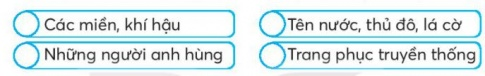 Các miền, khí hậu
Tên nước, thủ đô, lá cờ
Những người anh hùng
Trang phục truyền thống